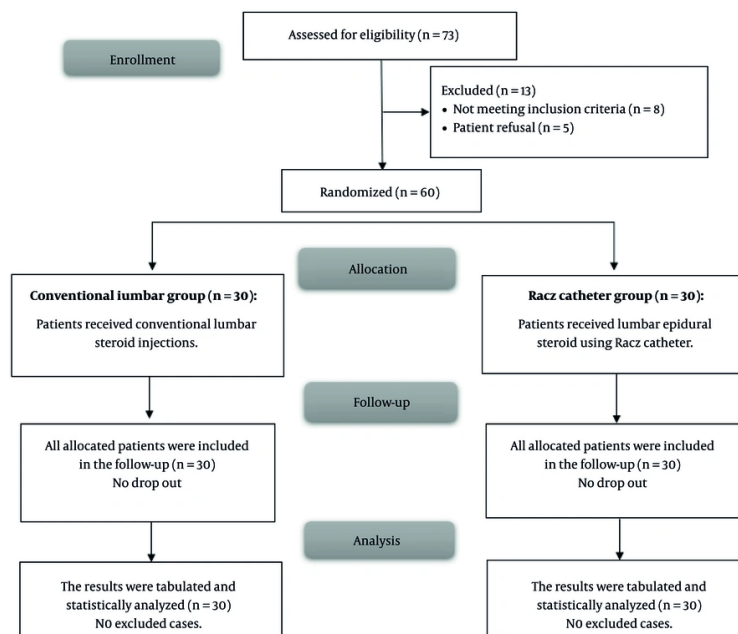 Assessed for eligibility (n = 73)
Enrollment
Excluded (n = 13)
• Not meeting inclusion criteria (n = 8)
• Patient refusal (n = 5)
Randomized (n = 60)
Allocation
Conventional iumbar group (n = 30):
Patients received conventional lumbar
steroid injections.
Racz catheter group (n = 30):
Patients received lumbar epidural
steroid using Racz catheter.
Follow-up
All allocated patients were included
in the follow-up (n = 30)
No drop out
All allocated patients were included
in the follow-up (n = 30)
No drop out
Analysis
The results were tabulated and
statistically analyzed (n = 30)
N0 excluded cases.
The results were tabulated and
statistically analyzed (n = 30)
N0 excluded cases.